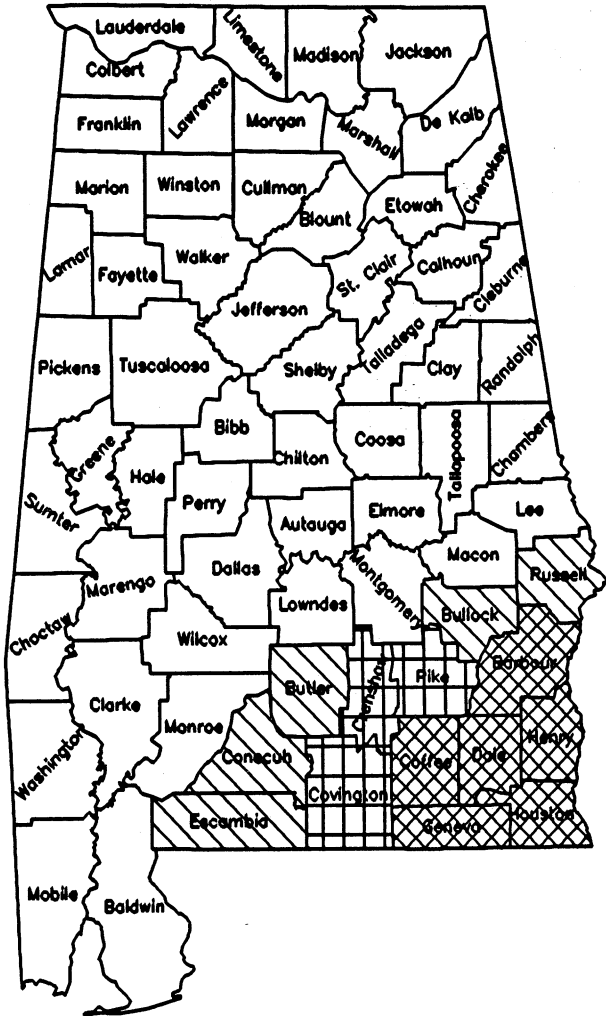 Lauderdale
Limestone
Madison
Jackson
Colbert
Lawrence
Franklin
Morgan
Marshall
De Kalb
Cherokee
Marion
Winston
Cullman
Blount
Etowah
Lamar
Fayette
Walker
St. Clair
Calhoun
Cleburne
Jefferson
Pickens
Tuscaloosa
Shelby
Talladega
Clay
Randolph
Greene
Bibb
Chilton
Coosa
Tallapoosa
Chambers
Sumter
Hale
Perry
Autauga
Elmore
Lee
Macon
Russell
Marengo
Dallas
Lowndes
Montgomery
Bullock
Choctaw
Wilcox
Butler
Crenshaw
Pike
Barbour
Clarke
Monroe
Conecuh
Washington
Covington
Coffee
Dale
Henry
Escambia
Geneva
Houston
Mobile
Baldwin